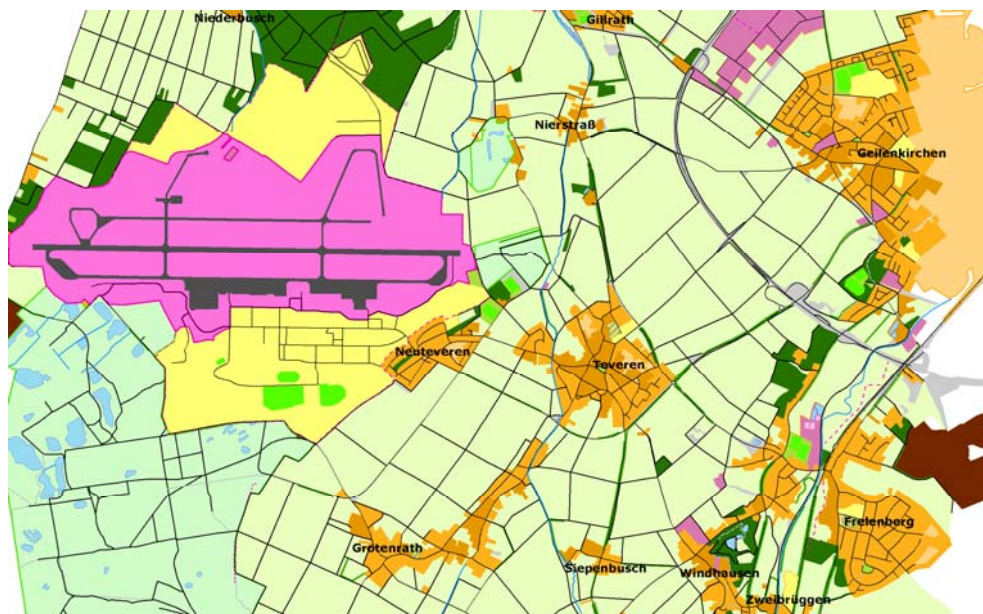 Niederbusch
Gillrath
Nierstraß
Geilenkirchen
Neuteveren
Teveren
Frelenberg
Grotenrath
Siepenbusch
Windhausen
Zweibrüggen